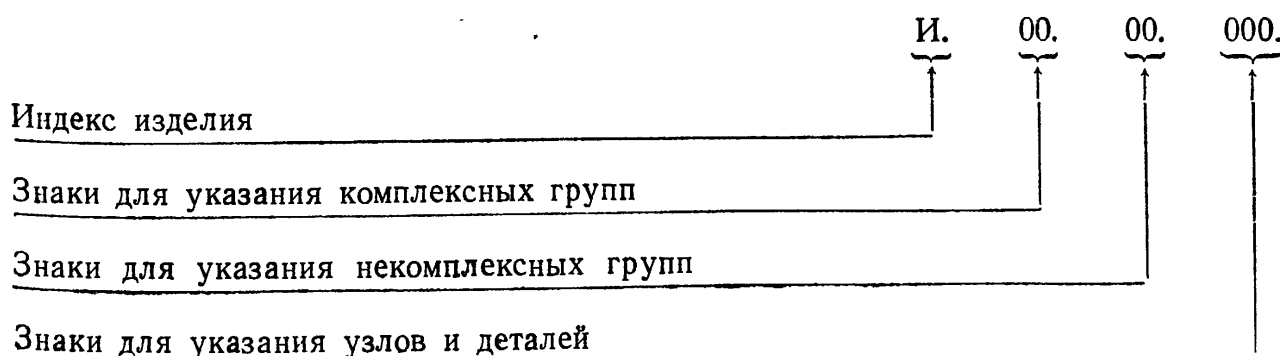 И. 00. 00. 000.
Индекс изделия
Знаки для указания комплексных групп
Знаки для указания некомплексных групп
Знаки для указания узлов и деталей